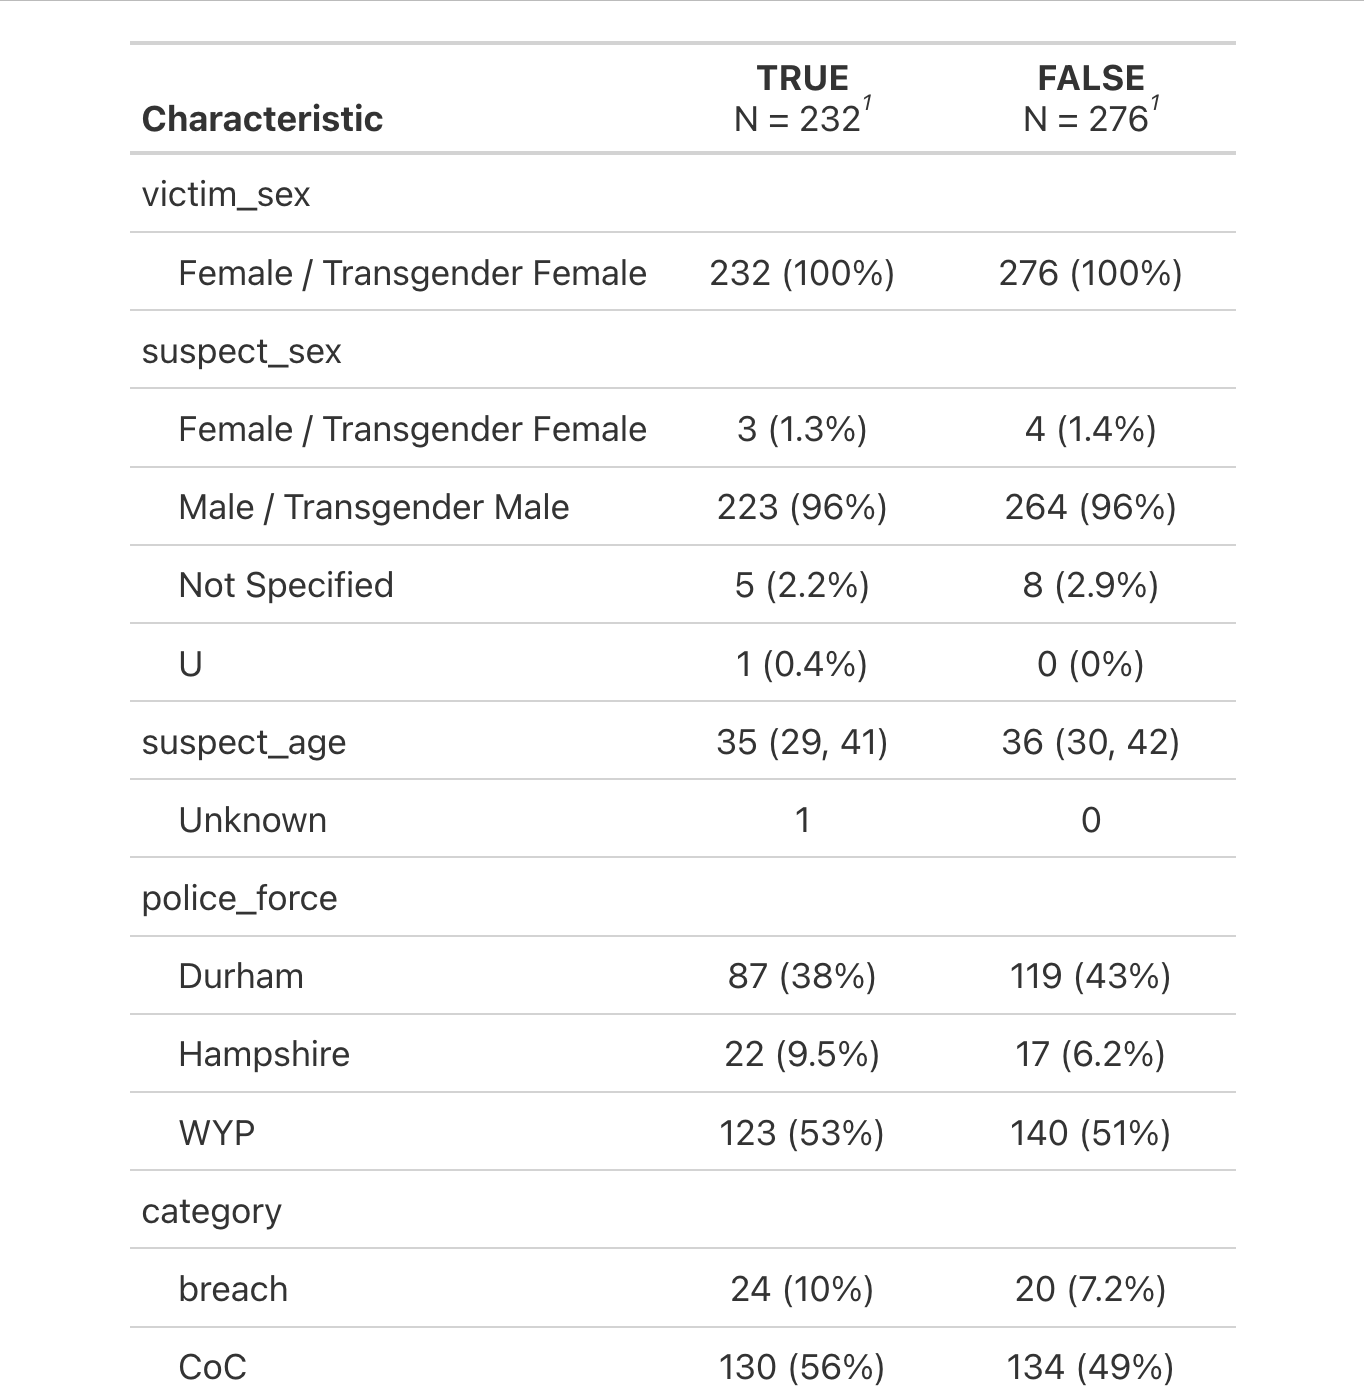 Characteristic TRUE N = 232¹ FALSE N = 276¹
victim_sex
Female / Transgender Female 232 (100%) 276 (100%)
suspect_sex
Female / Transgender Female 3 (1.3%) 4 (1.4%)
Male / Transgender Male 223 (96%) 264 (96%)
Not Specified 5 (2.2%) 8 (2.9%)
U 1 (0.4%) 0 (0%)
suspect_age 35 (29, 41) 36 (30, 42)
Unknown 1 0
police_force
Durham 87 (38%) 119 (43%)
Hampshire 22 (9.5%) 17 (6.2%)
WYP 123 (53%) 140 (51%)
category
breach 24 (10%) 20 (7.2%)
CoC 130 (56%) 134 (49%)